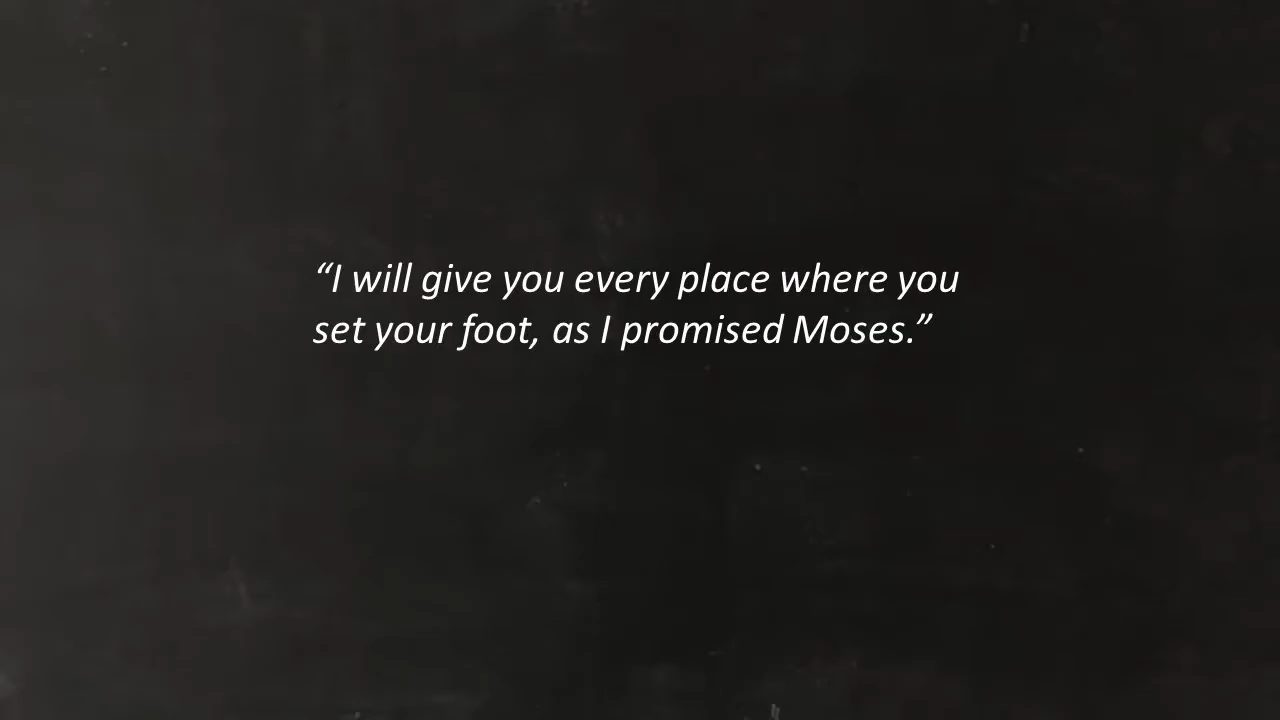 “I will give you every place where you
set your foot, as I promised Moses.”